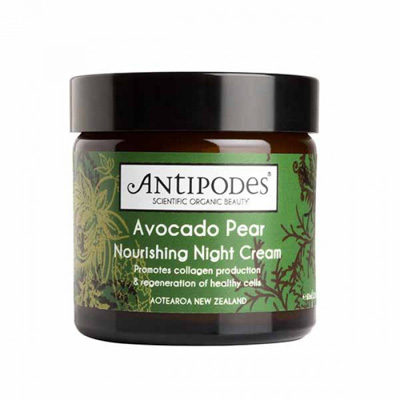 ANTIPODES
SCIENTIFIC ORGANIC BEAUTY
Avocado Pear
Nourishing Night Cream
Promotes collagen production
& regeneration of healthy cells
AOTEAROA NEW ZEALAND